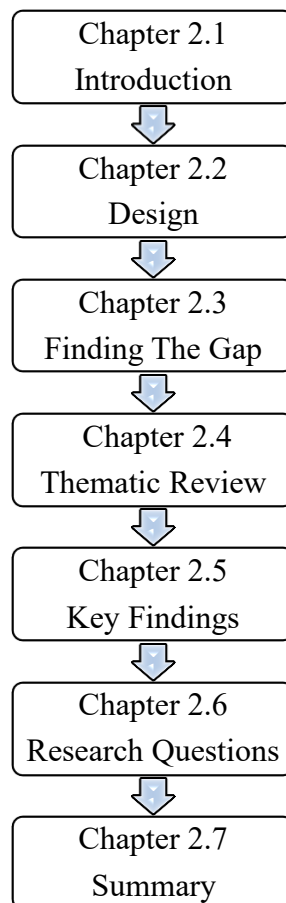 Chapter 2.1
Introduction
Chapter 2.2
Design
Chapter 2.3
Finding The Gap
Chapter 2.4
Thematic Review
Chapter 2.5
Key Findings
Chapter 2.6
Research Questions
Chapter 2.7
Summary